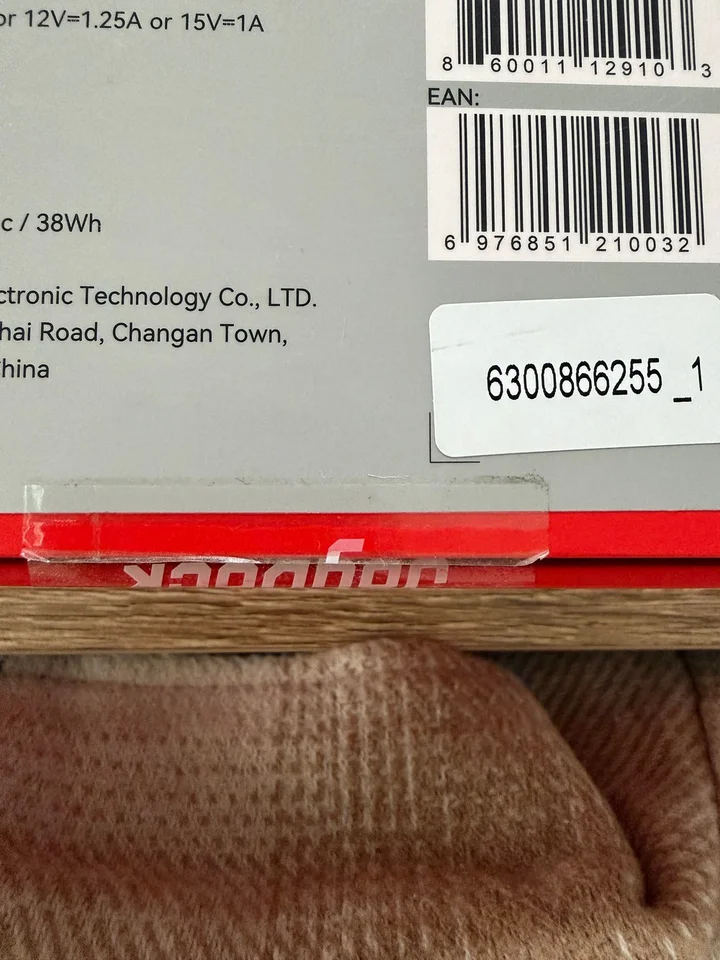 or 12V=1.25A or 15V=1A
8 60011 12910 3
EAN:
6 976851 210032
c / 38Wh
ctronic Technology Co., LTD.
hai Road, Changan Town,
hina
6300866255 _1